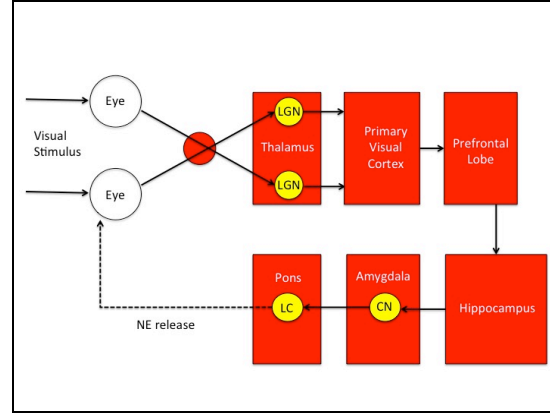 Eye
Visual
Stimulus
Eye
LGN
Thalamus
LGN
Primary
Visual
Cortex
Prefrontal
Lobe
Pons
LC
Amygdala
CN
Hippocampus
NE release